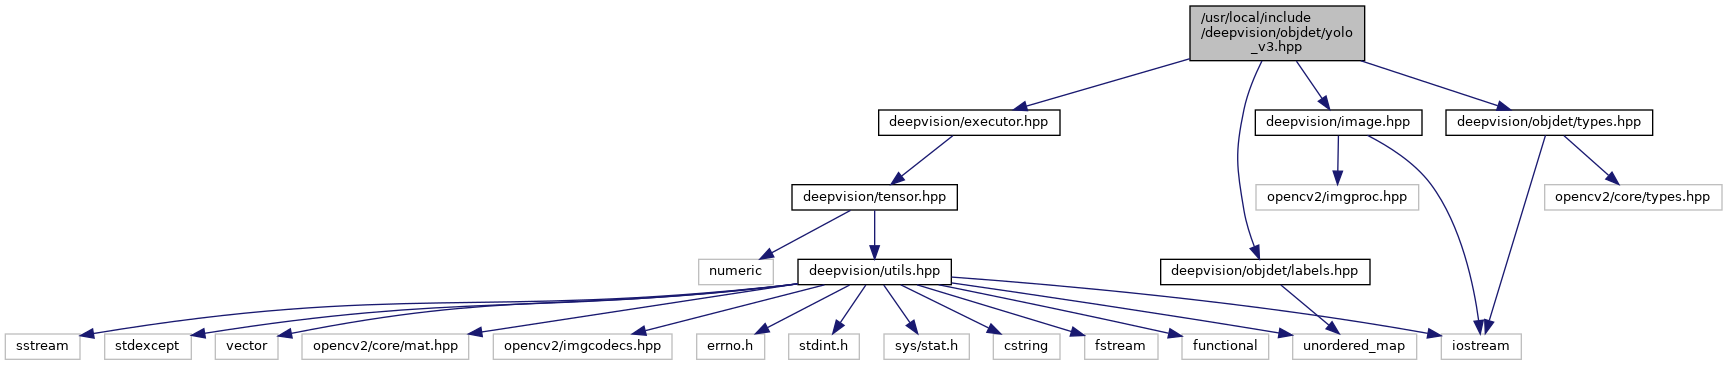 /usr/local/include
/deepvision/objdet/yolo
_v3.hpp
deepvision/executor.hpp
deepvision/image.hpp
deepvision/objdet/types.hpp
deepvision/tensor.hpp
opencv2/imgproc.hpp
opencv2/core/types.hpp
numeric
deepvision/utils.hpp
deepvision/objdet/labels.hpp
sstream
stdexcept
vector
opencv2/core/mat.hpp
opencv2/imgcodecs.hpp
errno.h
stdint.h
sys/stat.h
cstring
fstream
functional
unordered_map
iostream